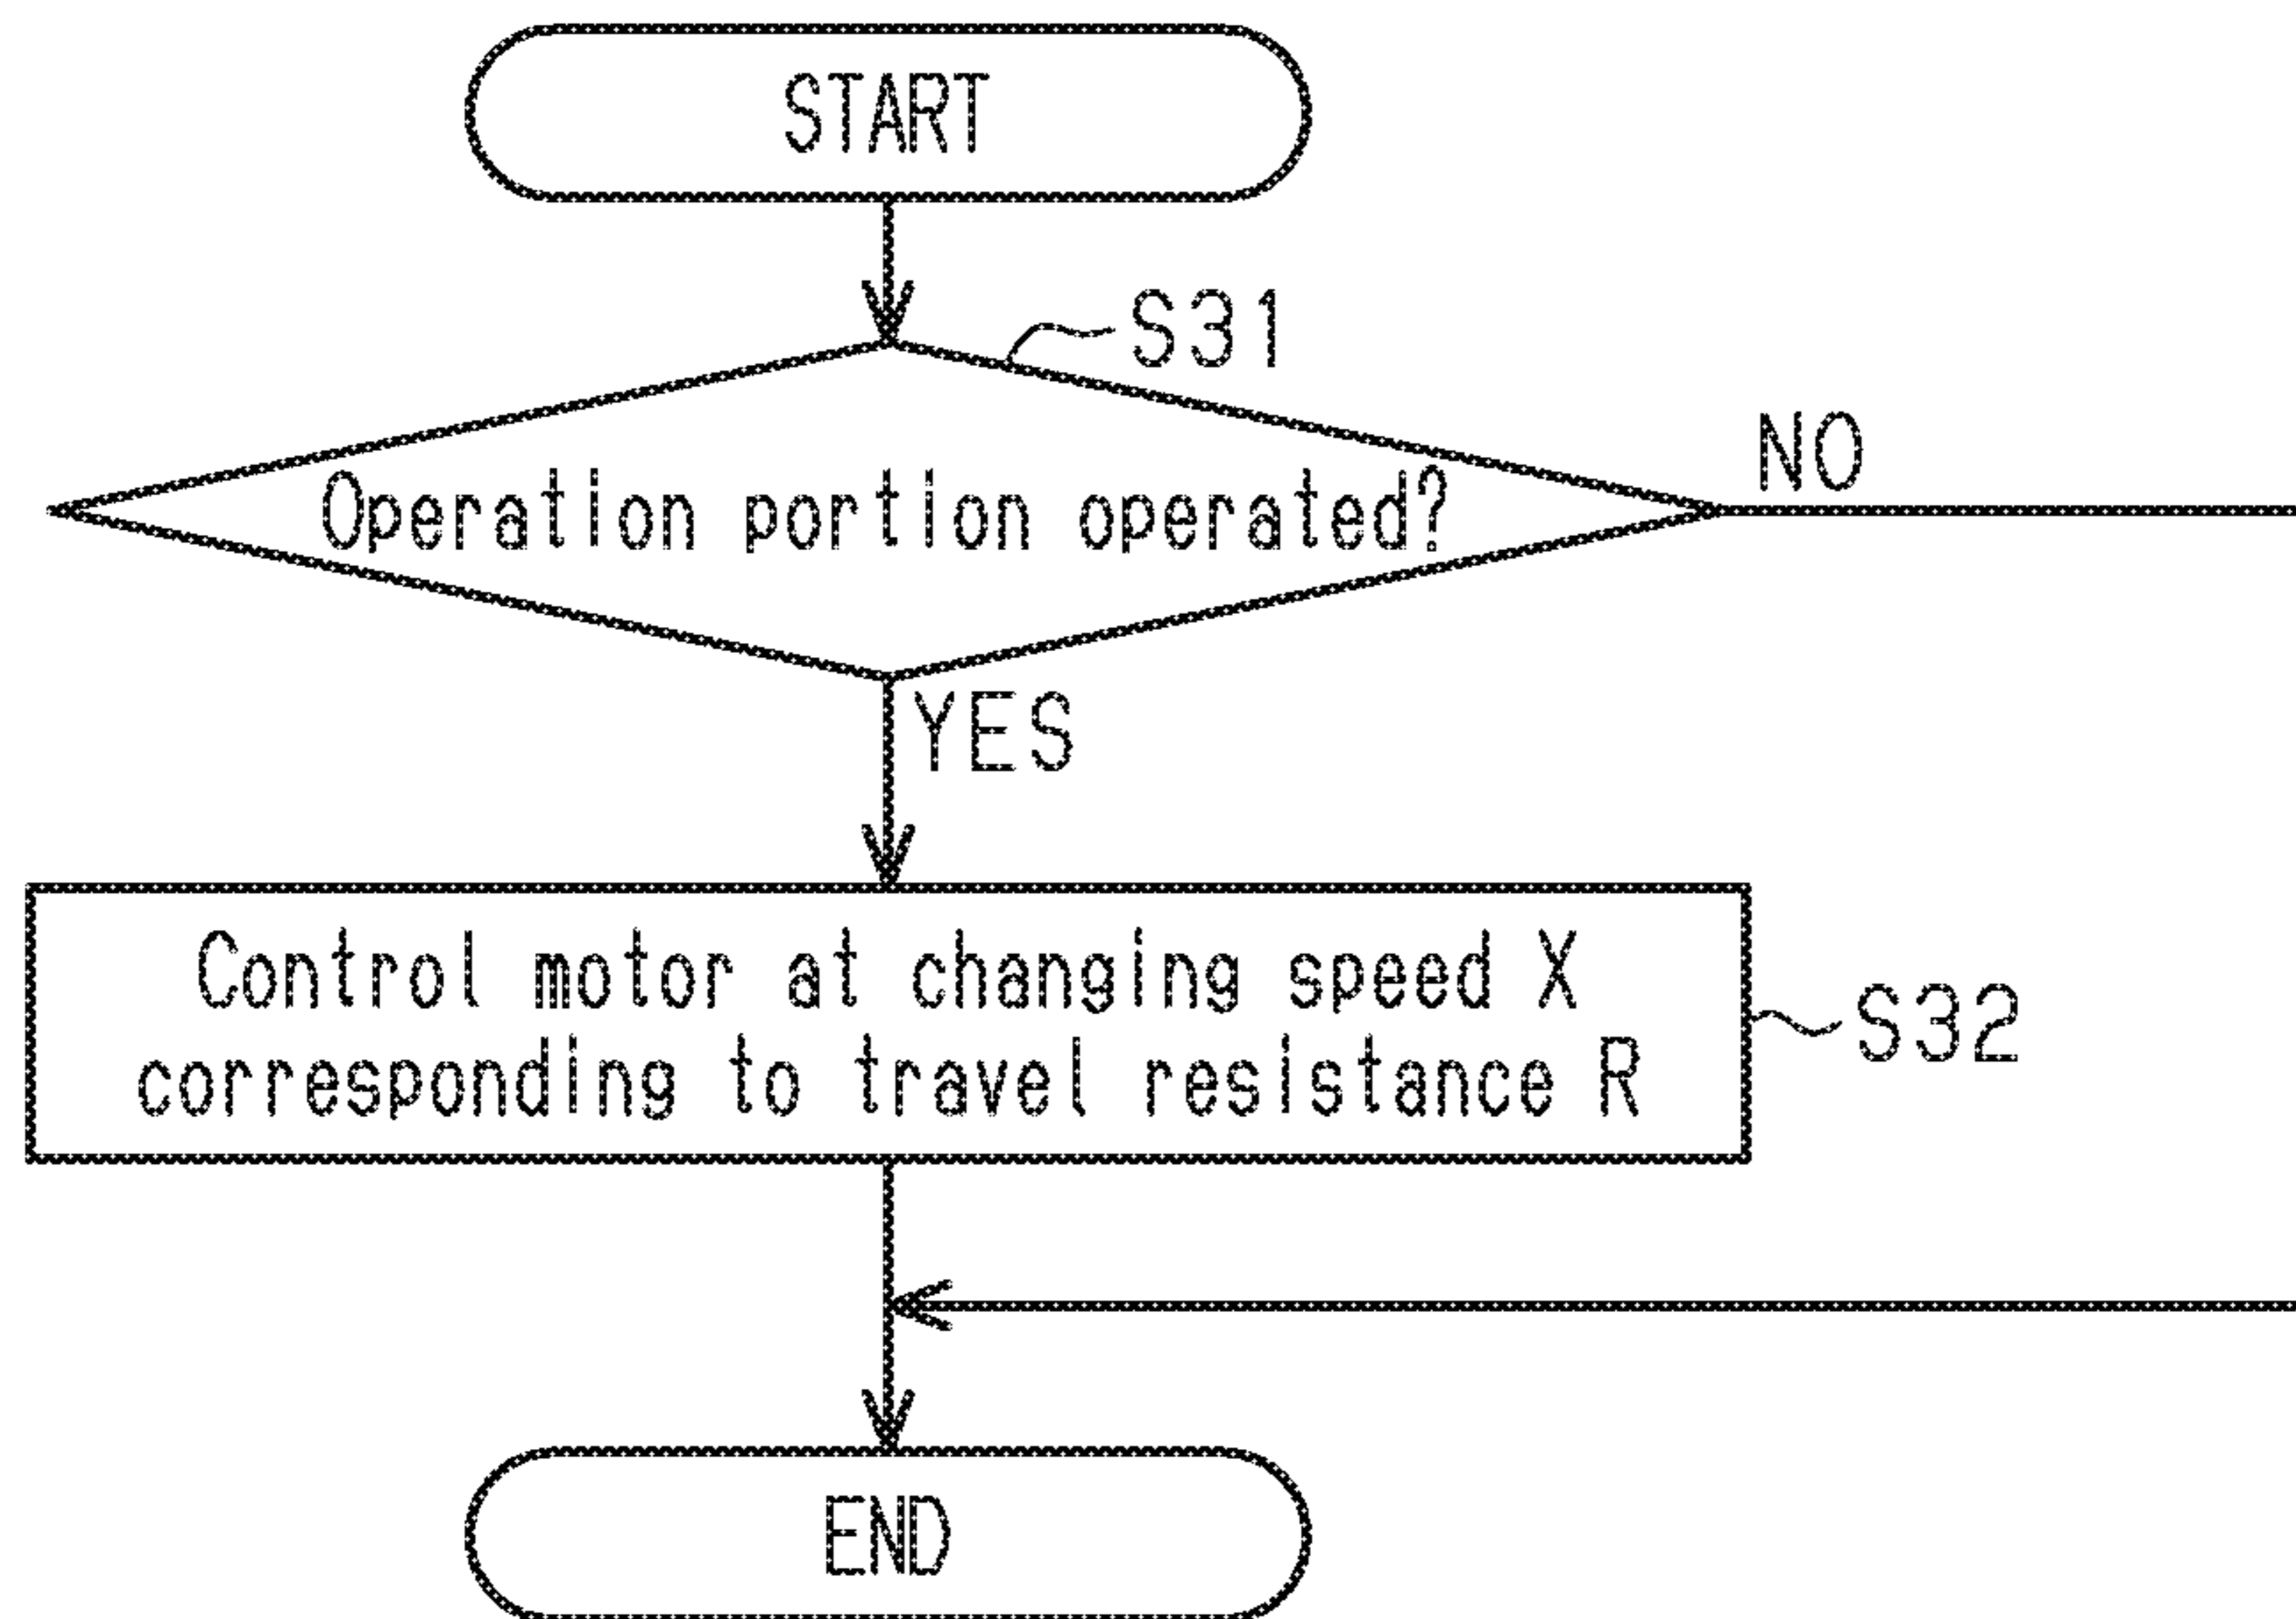 START
S31
NO
Operation portion operated?
YES
Control motor at changing speed X
corresponding to travel resistance R
S32
END